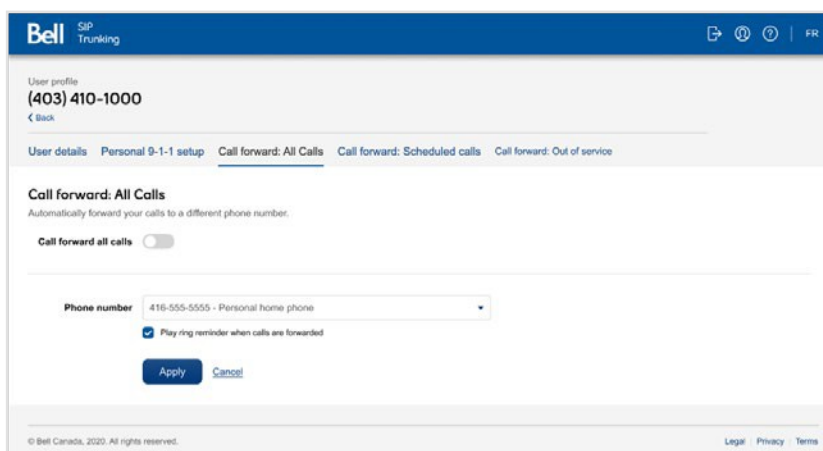 Bell
SIP
Trunking
FR
User profile
(403) 410-1000
Back
User details Personal 9-1-1 setup Call forward: All Calls Call forward: Scheduled calls Call forward: Out of service
Call forward: All Calls
Automatically forward your calls to a different phone number.
Call forward all calls
Phone number 416-555-5555 - Personal home phone
Play ring reminder when calls are forwarded
Apply Cancel
© Bell Canada, 2020. All rights reserved. Legal Privacy Terms